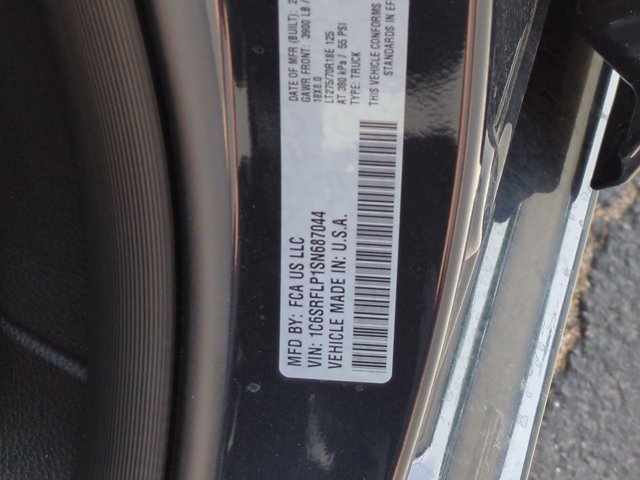 MFD BY: FCA US LLC
VIN: 1C6SRFLP1SN687044
VEHICLE MADE IN: U.S.A.
DATE OF MFR (BUILT):
GAWR FRONT: 3900 LB /
18X8.0
LT275/70R18E 125
AT 380 kPa / 55 PSI
TYPE: TRUCK
THIS VEHICLE CONFORMS
STANDARDS IN EF